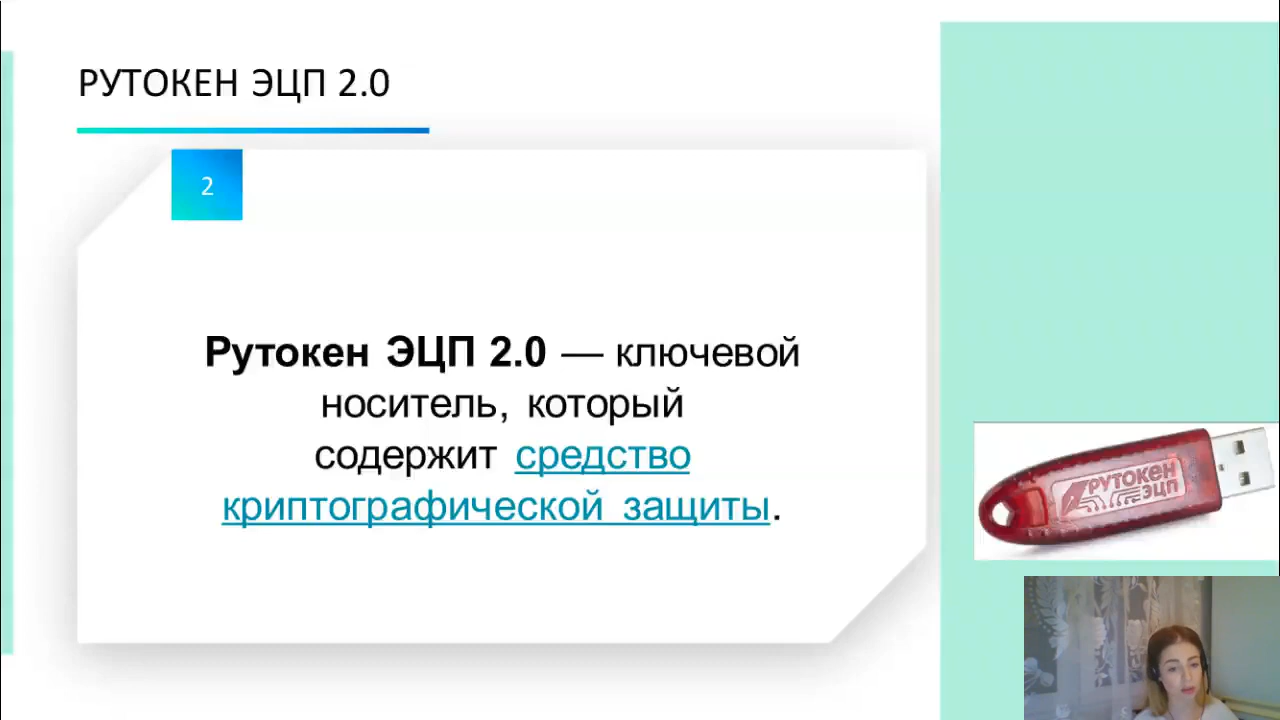 РУТОКЕН ЭЦП 2.0
2
Рутокен ЭЦП 2.0 — ключевой
носитель, который
содержит средство
криптографической защиты.
РУТОКЕН
ЭЦП